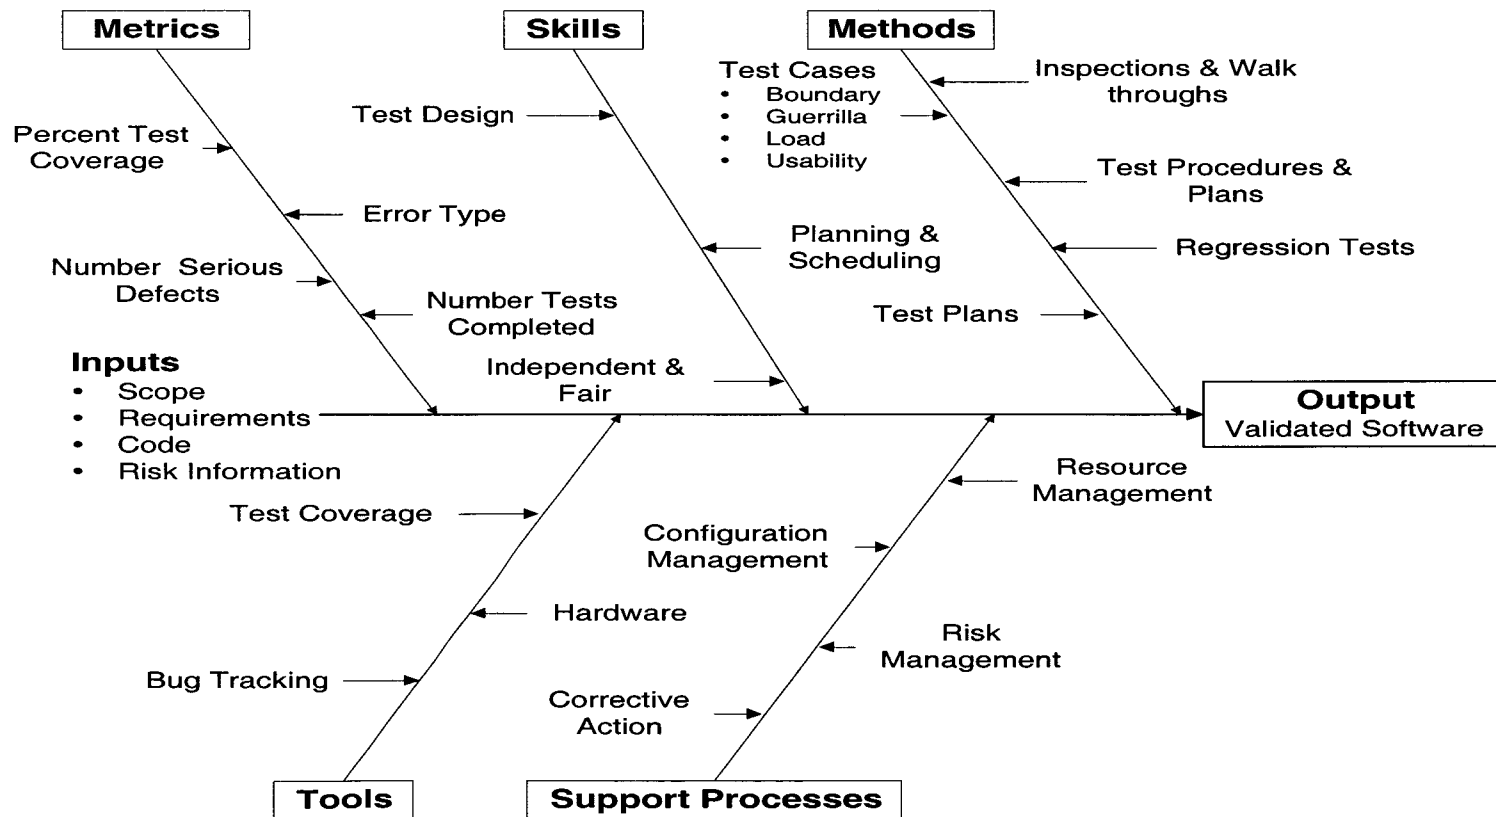 Metrics
Skills
Methods
Test Cases
• Boundary
• Guerrilla
• Load
• Usability
Inspections & Walk
throughs
Test Design
Percent Test
Coverage
Test Procedures &
Plans
Error Type
Planning &
Scheduling
Regression Tests
Number Serious
Defects
Number Tests
Completed
Test Plans
Independent &
Fair
Inputs
• Scope
• Requirements
• Code
• Risk Information
Output
Validated Software
Resource
Management
Test Coverage
Configuration
Management
Hardware
Risk
Management
Bug Tracking
Corrective
Action
Tools
Support Processes